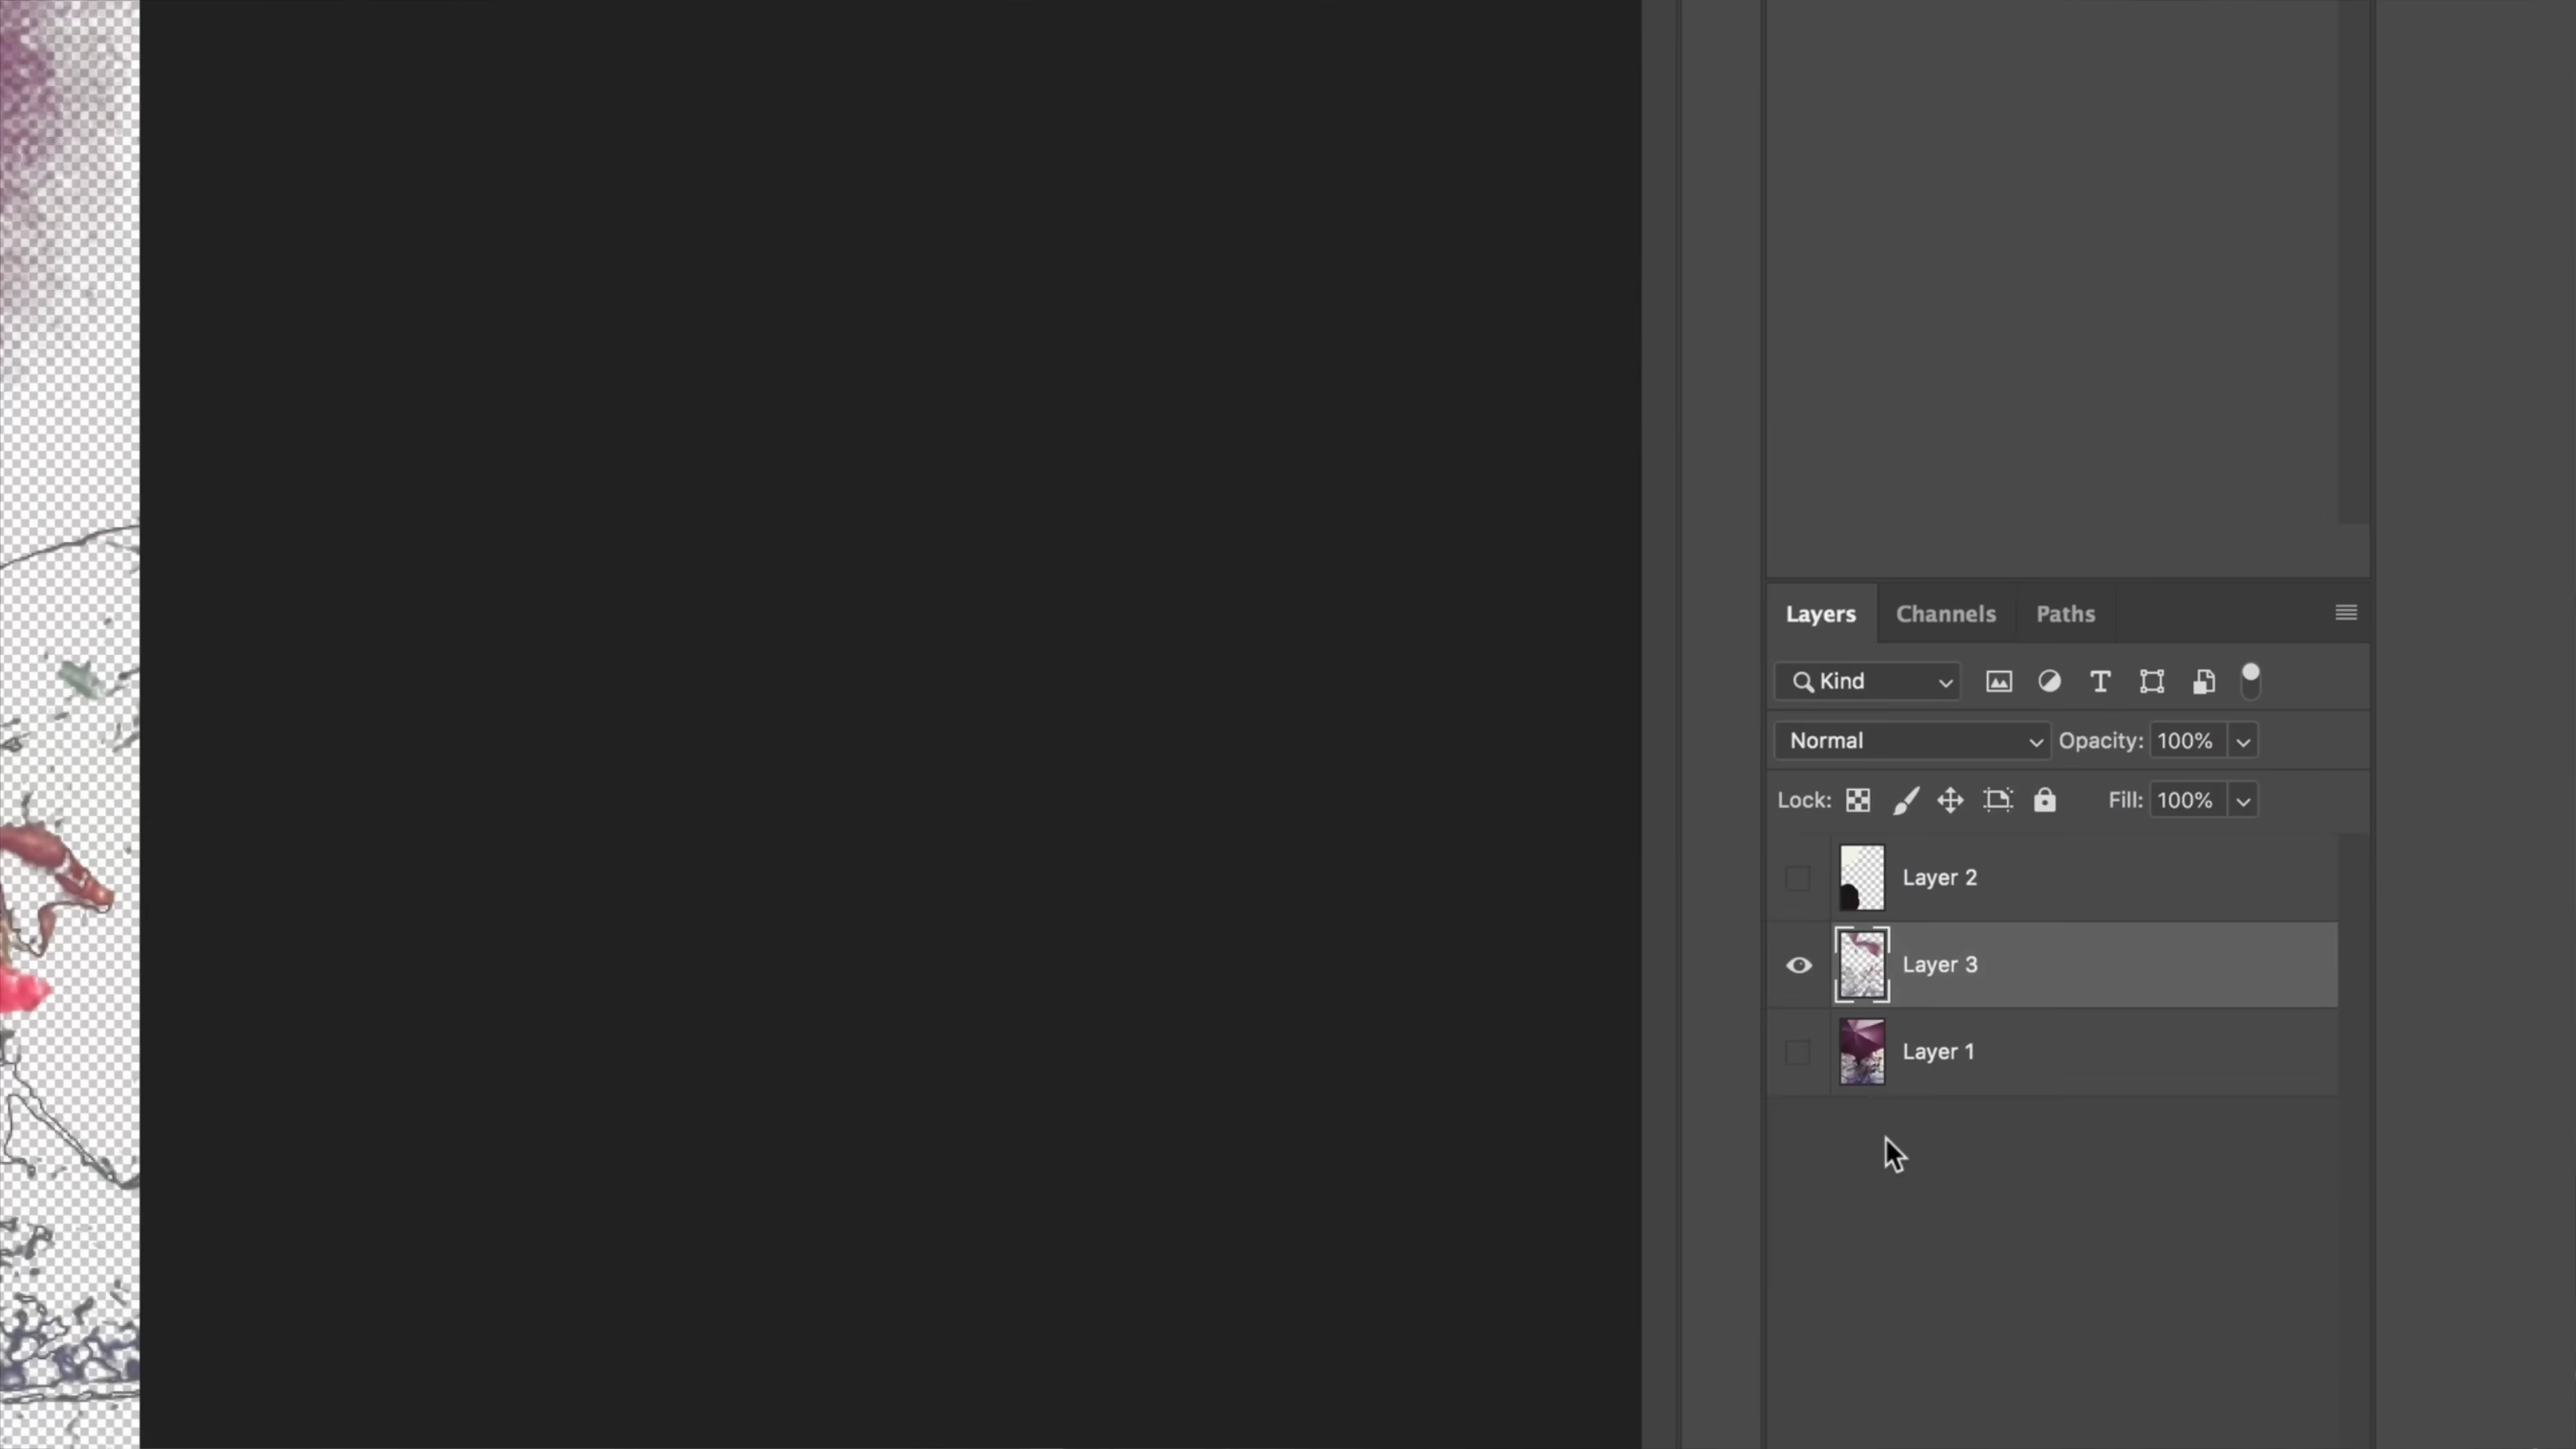 Layers Channels Paths
Kind
Normal Opacity: 100%
Lock: Fill: 100%
Layer 2
Layer 3
Layer 1